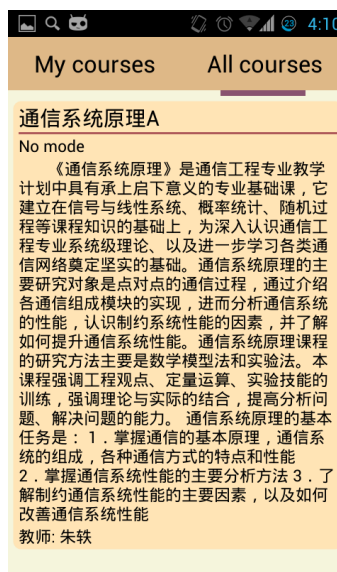 23 4:10
My courses All courses
通信系统原理A
No mode
《通信系统原理》是通信工程专业教学
计划中具有承上启下意义的专业基础课，它
建立在信号与线性系统、概率统计、随机过
程等课程知识的基础上，为深入认识通信工
程专业系统级理论、以及进一步学习各类通
信网络奠定坚实的基础。通信系统原理的主
要研究对象是点对点的通信过程，通过介绍
各通信组成模块的实现，进而分析通信系统
的性能，认识制约系统性能的因素，并了解
如何提升通信系统性能。通信系统原理课程
的研究方法主要是数学模型法和实验法。本
课程强调工程观点、定量运算、实验技能的
训练，强调理论与实际的结合，提高分析问
题、解决问题的能力。 通信系统原理的基本
任务是：１．掌握通信的基本原理，通信系
统的组成，各种通信方式的特点和性能
２．掌握通信系统性能的主要分析方法 ３．了
解制约通信系统性能的主要因素，以及如何
改善通信系统性能
教师: 朱轶